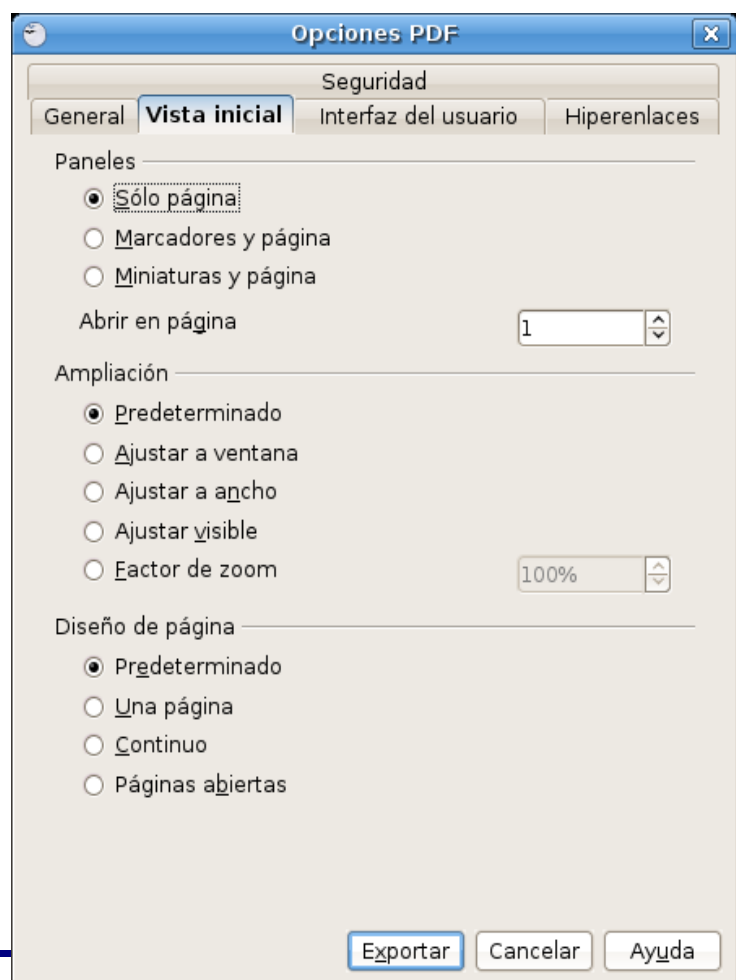 Opciones PDF
Seguridad
General Vista inicial Interfaz del usuario Hiperenlaces
Paneles
Sólo página
Marcadores y página
Miniaturas y página
Abrir en página 1
Ampliación
Predeterminado
Ajustar a ventana
Ajustar a ancho
Ajustar visible
Factor de zoom 100%
Diseño de página
Predeterminado
Una página
Continuo
Páginas abiertas
Exportar Cancelar Ayuda